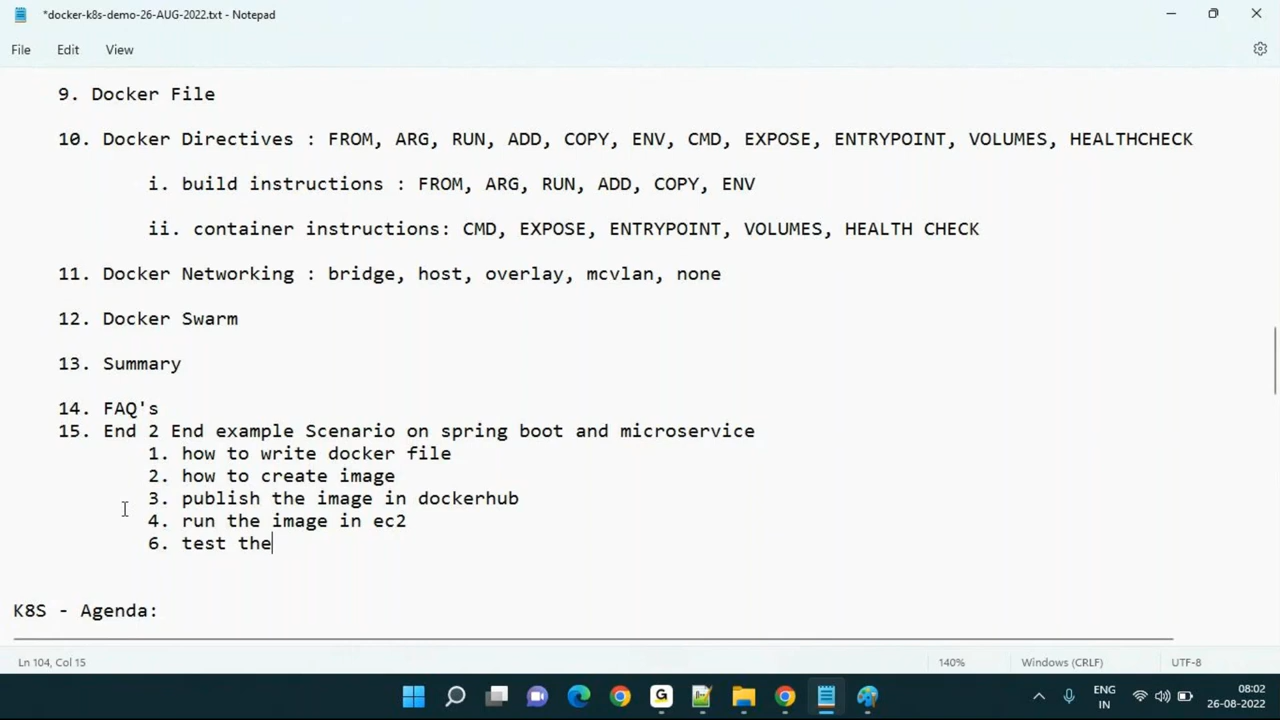 *docker-k8s-demo-26-AUG-2022.txt - Notepad
File Edit View
9. Docker File
10. Docker Directives : FROM, ARG, RUN, ADD, COPY, ENV, CMD, EXPOSE, ENTRYPOINT, VOLUMES, HEALTHCHECK
i. build instructions : FROM, ARG, RUN, ADD, COPY, ENV
ii. container instructions: CMD, EXPOSE, ENTRYPOINT, VOLUMES, HEALTH CHECK
11. Docker Networking : bridge, host, overlay, mcvlan, none
12. Docker Swarm
13. Summary
14. FAQ's
15. End 2 End example Scenario on spring boot and microservice
1. how to write docker file
2. how to create image
3. publish the image in dockerhub
4. run the image in ec2
6. test the
K8S - Agenda:
Ln 104, Col 15 140% Windows (CRLF) UTF-8
ENG 08:02
IN 26-08-2022